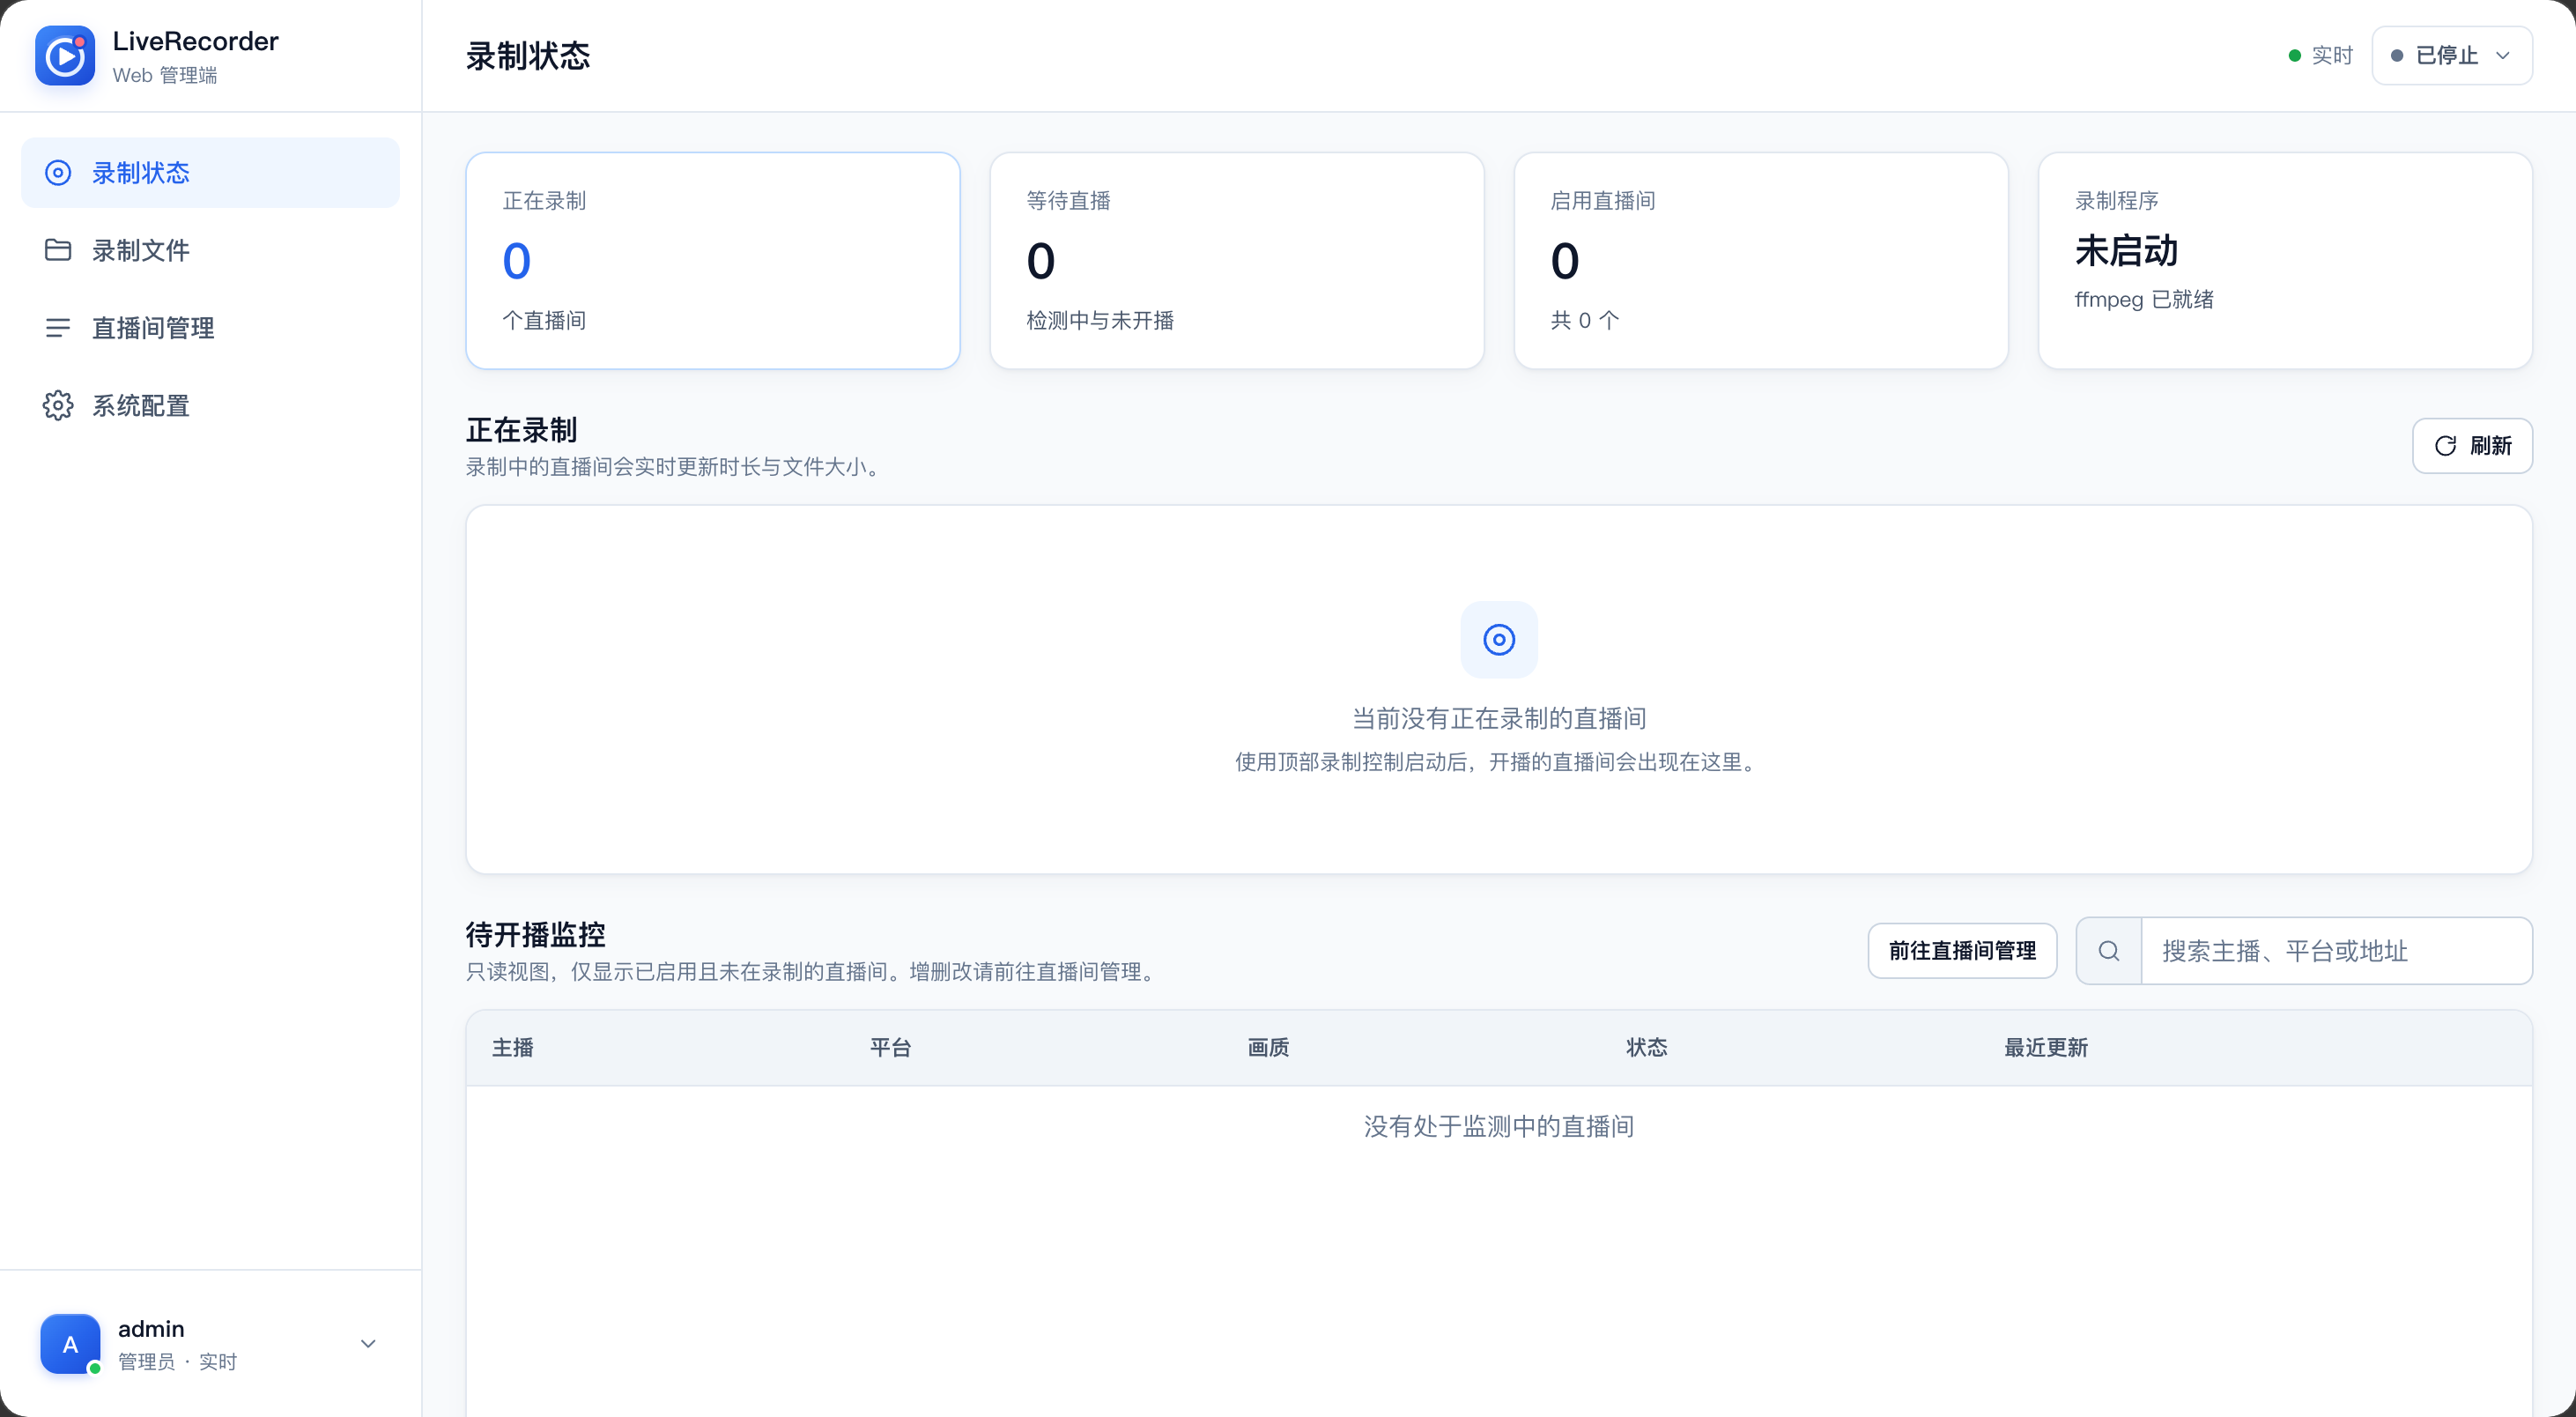 LiveRecorder
Web 管理端
录制状态
录制文件
直播间管理
系统配置
admin
管理员 · 实时
A
录制状态
实时
已停止
正在录制
0
个直播间
等待直播
0
检测中与未开播
启用直播间
0
共 0 个
录制程序
未启动
ffmpeg 已就绪
正在录制
录制中的直播间会实时更新时长与文件大小。
刷新
当前没有正在录制的直播间
使用顶部录制控制启动后，开播的直播间会出现在这里。
待开播监控
只读视图，仅显示已启用且未在录制的直播间。增删改请前往直播间管理。
前往直播间管理
搜索主播、平台或地址
主播 平台 画质 状态 最近更新
没有处于监测中的直播间